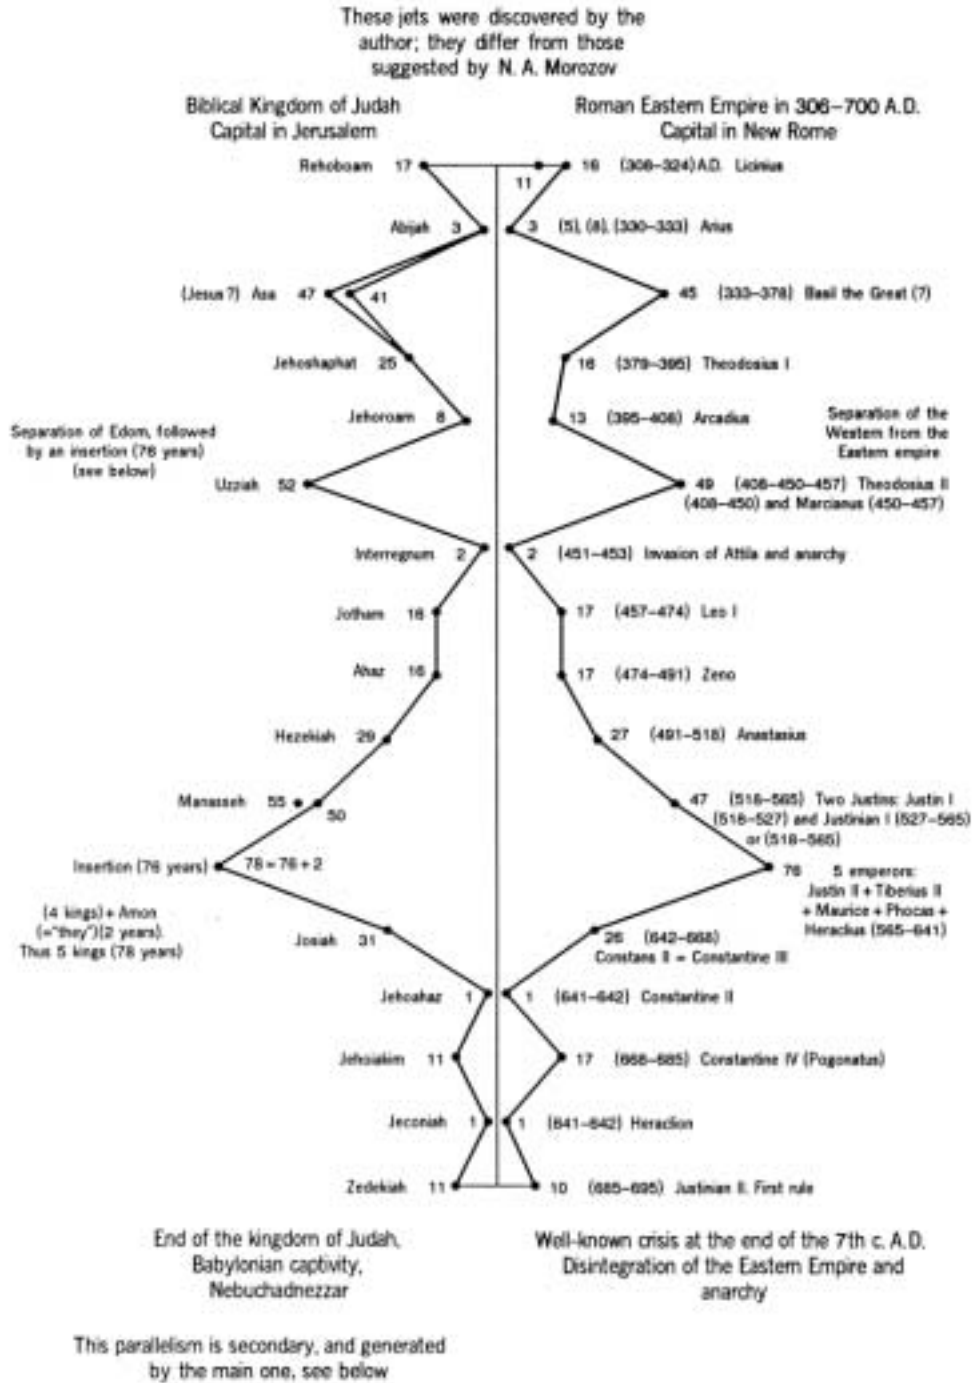 These jets were discovered by the
author; they differ from those
suggested by N. A. Morozov
Biblical Kingdom of Judah
Capital in Jerusalem
Roman Eastern Empire in 306–700 A.D.
Capital in New Rome
Rehoboam 17
11
16 (308–324) A.D. Licinius
Abijah 3
3 (5), (8), (330–333) Arius
(Jesus?) Asa 47
41
45 (333–378) Basil the Great (?)
Jehoshaphat 25
16 (379–395) Theodosius I
Jehoroam 8
13 (395–408) Arcadius
Separation of Edom, followed
by an insertion (76 years)
(see below)
Separation of the
Western from the
Eastern empire
Uzziah 52
49 (408–450–457) Theodosius II
(408–450) and Marcianus (450–457)
Interregnum 2
2 (451–453) Invasion of Attila and anarchy
Jotham 16
17 (457–474) Leo I
Ahaz 16
17 (474–491) Zeno
Hezekiah 29
27 (491–518) Anastasius
Manasseh 55
50
47 (518–565) Two Justins: Justin I
(518–527) and Justinian I (527–565)
or (518–565)
Insertion (76 years)
78 = 76 + 2
76 5 emperors:
Justin II + Tiberius II
+ Maurice + Phocas +
Heraclius (565–641)
(4 kings) + Amon
(="they")(2 years).
Thus 5 kings (78 years)
Josiah 31
26 (642–668)
Constans II = Constantine III
Jehoahaz 1
1 (641–642) Constantine II
Jehoiakim 11
17 (668–685) Constantine IV (Pogonatus)
Jeconiah 1
1 (641–642) Heraclion
Zedekiah 11
10 (685–695) Justinian II. First rule
End of the kingdom of Judah,
Babylonian captivity,
Nebuchadnezzar
Well-known crisis at the end of the 7th c. A.D.
Disintegration of the Eastern Empire and
anarchy
This parallelism is secondary, and generated
by the main one, see below